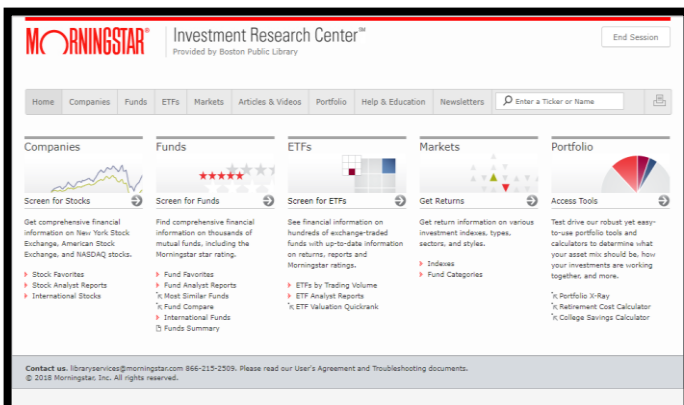 MORNINGSTAR® Investment Research Center℠
Provided by Boston Public Library
End Session
Home Companies Funds ETFs Markets Articles & Videos Portfolio Help & Education Newsletters Enter a Ticker or Name
Companies
Screen for Stocks
Get comprehensive financial
information on New York Stock
Exchange, American Stock
Exchange, and NASDAQ stocks.
Stock Favorites
Stock Analyst Reports
International Stocks
Funds
Screen for Funds
Find comprehensive financial
information on thousands of
mutual funds, including the
Morningstar star rating.
Fund Favorites
Fund Analyst Reports
Most Similar Funds
Fund Compare
International Funds
Funds Summary
ETFs
Screen for ETFs
See financial information on
hundreds of exchange-traded
funds with up-to-date information
on returns, reports and
Morningstar ratings.
ETFs by Trading Volume
ETF Analyst Reports
ETF Valuation Quickrank
Markets
Get Returns
Get return information on various
investment indexes, types,
sectors, and styles.
Indexes
Fund Categories
Portfolio
Access Tools
Test drive our robust yet easy-
to-use portfolio tools and
calculators to determine what
your asset mix should be, how
your investments are working
together, and more.
Portfolio X-Ray
Retirement Cost Calculator
College Savings Calculator
Contact us. libraryservices@morningstar.com 866-215-2509. Please read our User's Agreement and Troubleshooting documents.
© 2018 Morningstar, Inc. All rights reserved.